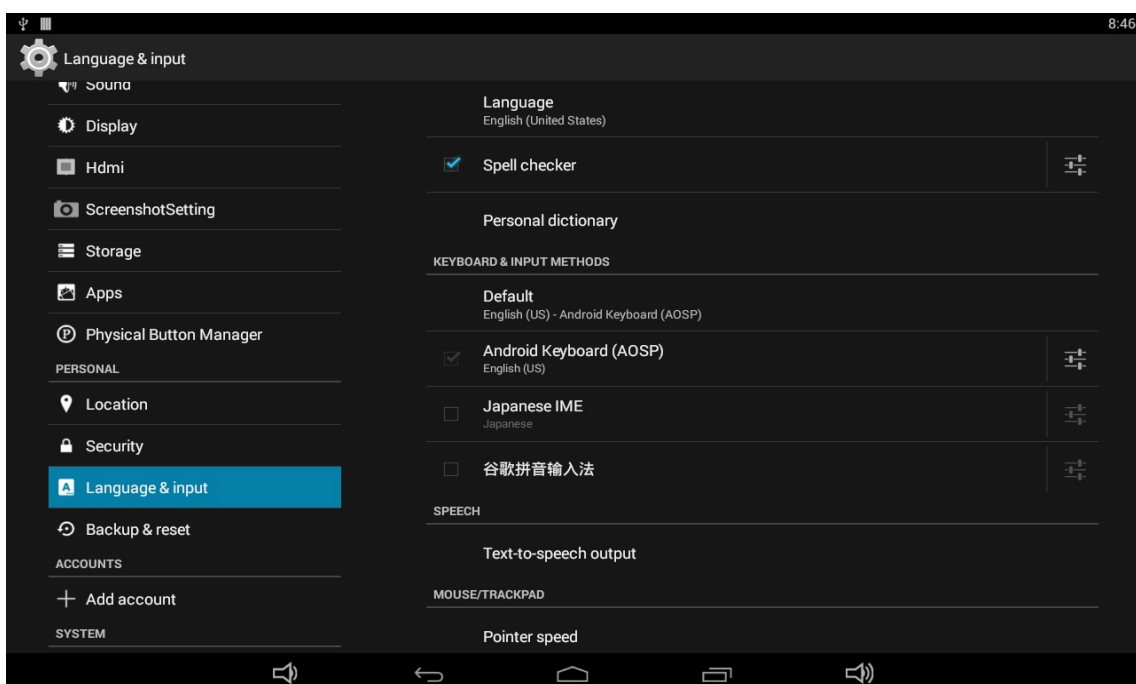 8:46
Language & input
Sound
Display
Hdmi
ScreenshotSetting
Storage
Apps
Physical Button Manager
PERSONAL
Location
Security
Language & input
Backup & reset
ACCOUNTS
Add account
SYSTEM
Language
English (United States)
Spell checker
Personal dictionary
KEYBOARD & INPUT METHODS
Default
English (US) - Android Keyboard (AOSP)
Android Keyboard (AOSP)
English (US)
Japanese IME
Japanese
谷歌拼音输入法
SPEECH
Text-to-speech output
MOUSE/TRACKPAD
Pointer speed